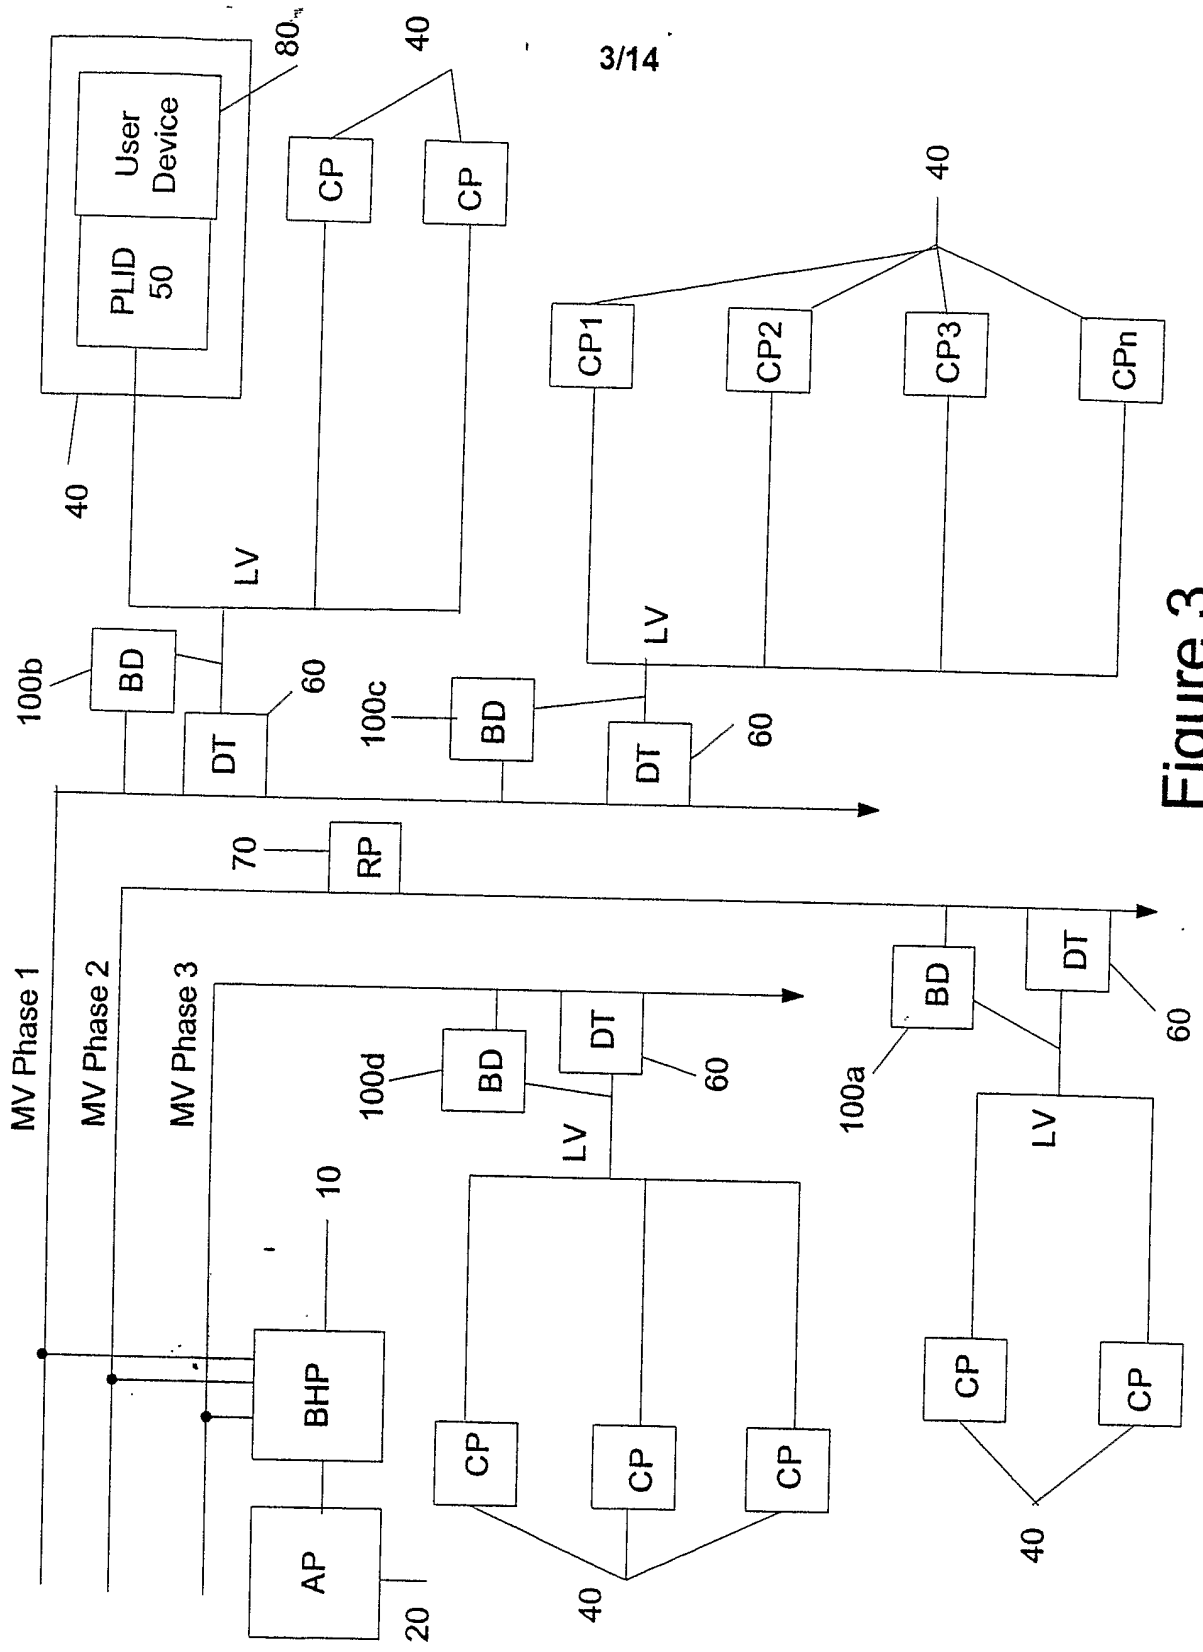 3/14
MV Phase 1
MV Phase 2
MV Phase 3
AP
20
BHP
10
70
RP
100b
BD
DT
60
LV
40
PLID
50
User
Device
80
CP
CP
40
100c
BD
DT
60
LV
CP1
CP2
CP3
CPn
40
100d
BD
DT
60
LV
CP
CP
CP
40
100a
BD
DT
60
LV
CP
CP
40
Figure 3